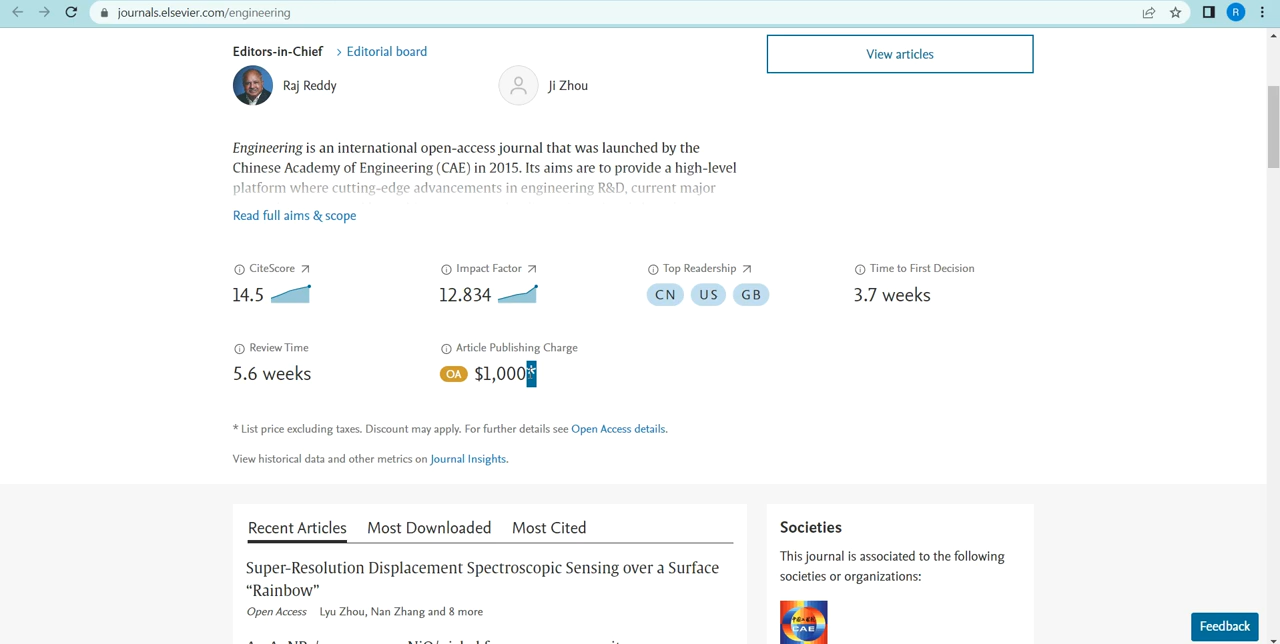 journals.elsevier.com/engineering
R
Editors-in-Chief › Editorial board
View articles
Raj Reddy
Ji Zhou
Engineering is an international open-access journal that was launched by the
Chinese Academy of Engineering (CAE) in 2015. Its aims are to provide a high-level
platform where cutting-edge advancements in engineering R&D, current major
Read full aims & scope
CiteScore
Impact Factor
Top Readership
Time to First Decision
14.5
12.834
CN US GB
3.7 weeks
Review Time
Article Publishing Charge
5.6 weeks
OA $1,000*
* List price excluding taxes. Discount may apply. For further details see Open Access details.
View historical data and other metrics on Journal Insights.
Recent Articles Most Downloaded Most Cited
Super-Resolution Displacement Spectroscopic Sensing over a Surface
“Rainbow”
Open Access Lyu Zhou, Nan Zhang and 8 more
Societies
This journal is associated to the following
societies or organizations:
CAE
Feedback